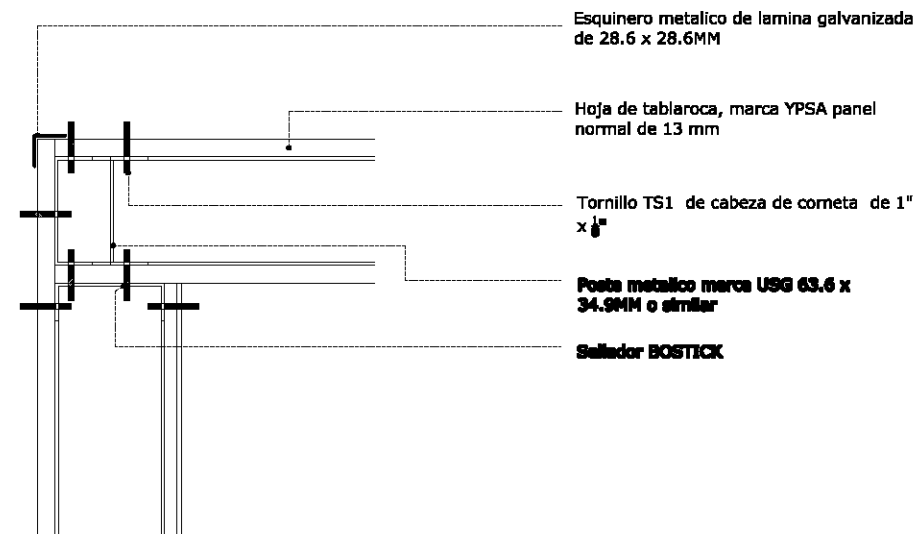 Esquinero metalico de lamina galvanizada
de 28.6 x 28.6MM
Hoja de tablaroca, marca YPSA panel
normal de 13 mm
Tornillo TS1 de cabeza de corneta de 1"
x 1/8"
Poste metalico marca USG 63.6 x
34.9MM o similar
Sellador BOSTICK